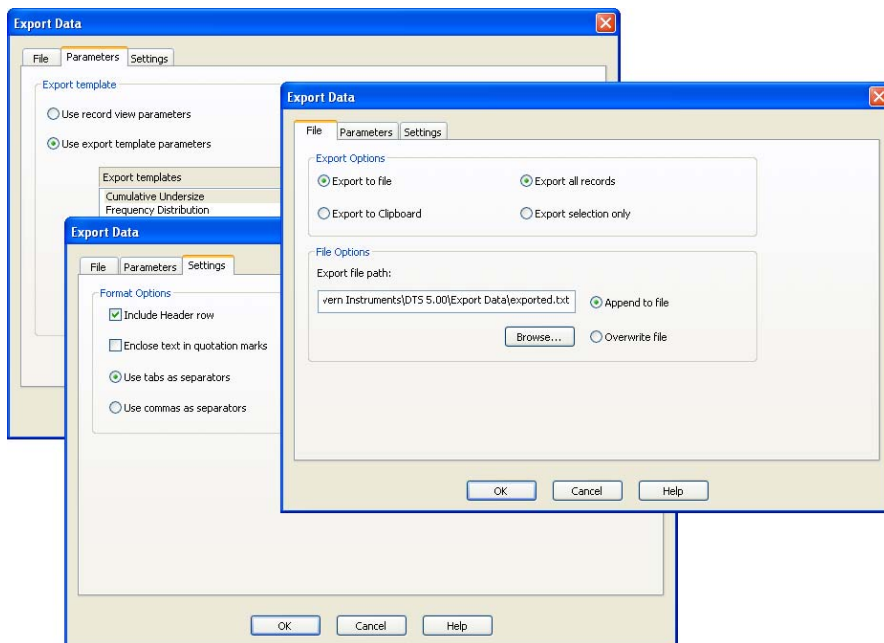 Export Data
File Parameters Settings
Export template
Use record view parameters
Use export template parameters
Export templates
Cumulative Undersize
Frequency Distribution
Export Data
File Parameters Settings
Format Options
Include Header row
Enclose text in quotation marks
Use tabs as separators
Use commas as separators
OK Cancel Help
Export Data
File Parameters Settings
Export Options
Export to file Export all records
Export to Clipboard Export selection only
File Options
Export file path:
vern Instruments\DTS 5.00\Export Data\exported.txt Append to file
Browse... Overwrite file
OK Cancel Help